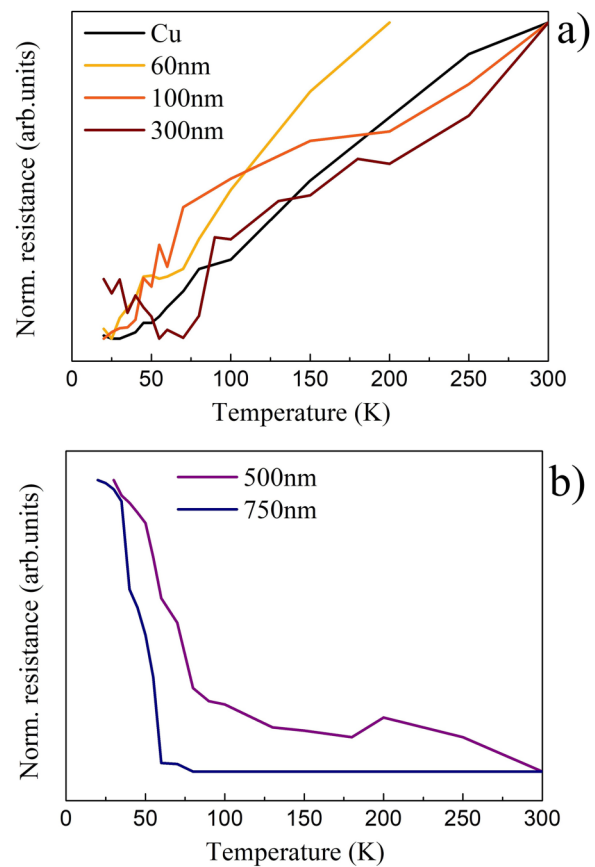 a)
Cu
60nm
100nm
300nm
Norm. resistance (arb.units)
0 50 100 150 200 250 300
Temperature (K)
b)
500nm
750nm
Norm. resistance (arb.units)
0 50 100 150 200 250 300
Temperature (K)